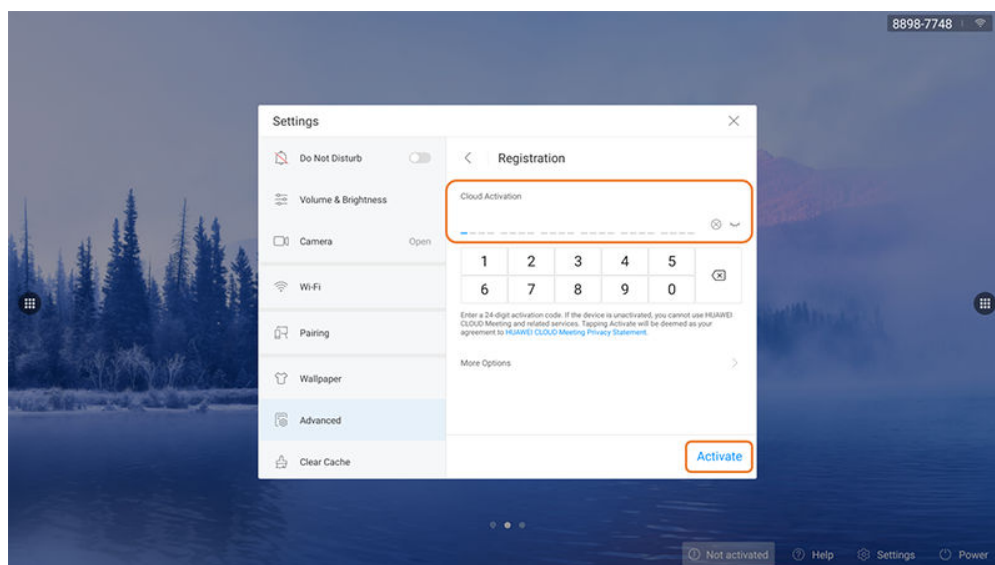 8898-7748
Settings
Do Not Disturb
Volume & Brightness
Camera Open
Wi-Fi
Pairing
Wallpaper
Advanced
Clear Cache
Registration
Cloud Activation
1 2 3 4 5
6 7 8 9 0
Enter a 24-digit activation code. If the device is unactivated, you cannot use HUAWEI
CLOUD Meeting and related services. Tapping Activate will be deemed as your
agreement to HUAWEI CLOUD Meeting Privacy Statement.
More Options
Activate
Not activated Help Settings Power